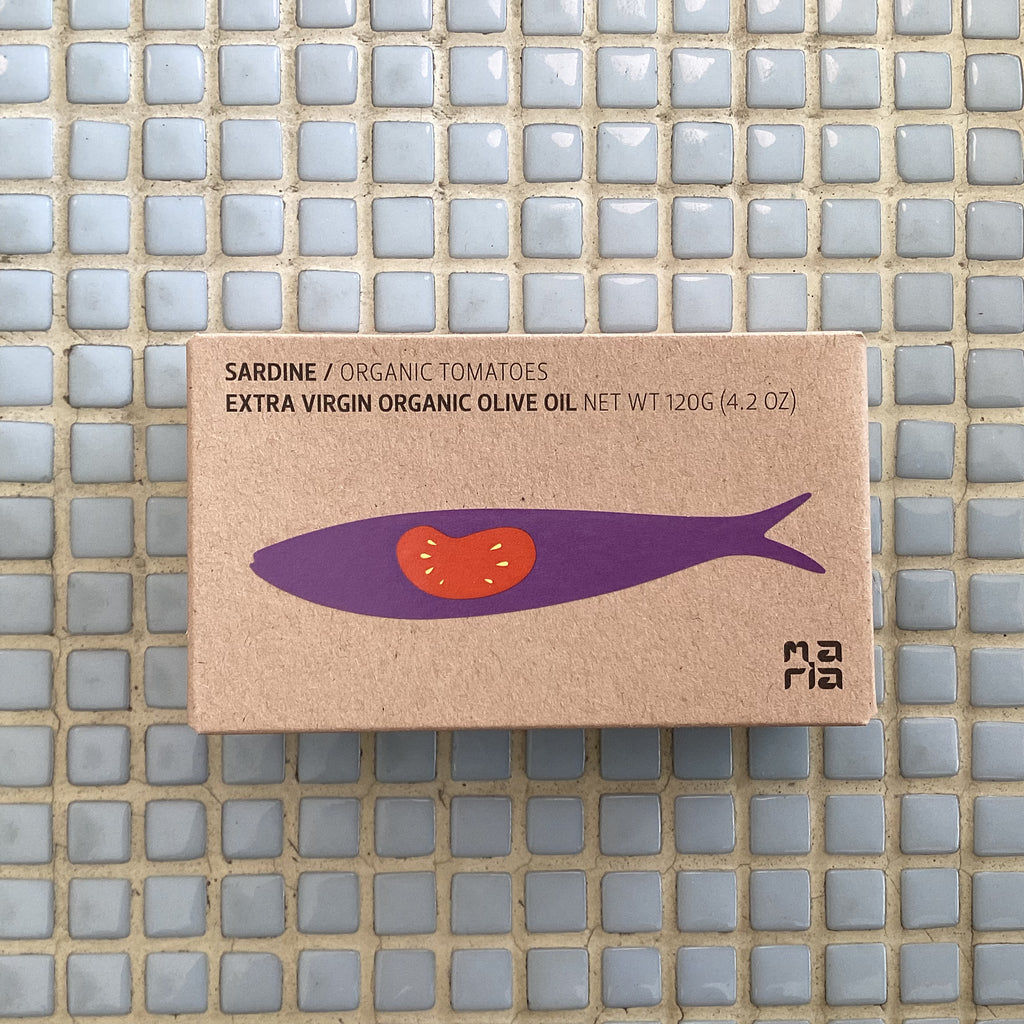 SARDINE / ORGANIC TOMATOES
EXTRA VIRGIN ORGANIC OLIVE OIL NET WT 120G (4.2 OZ)
ma
ria